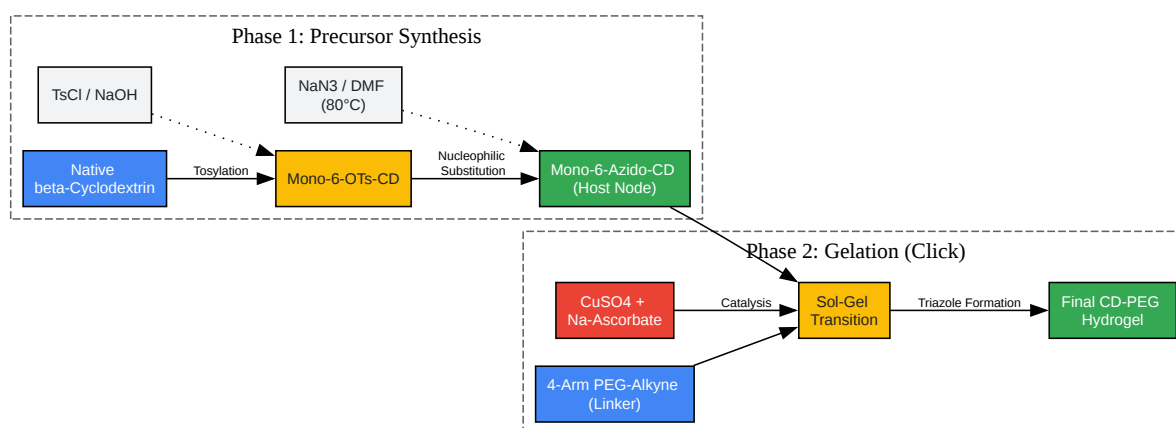 Phase 1: Precursor Synthesis
TsCl / NaOH
NaN3 / DMF
(80°C)
Native
beta-Cyclodextrin
Tosylation
Mono-6-OTs-CD
Nucleophilic
Substitution
Mono-6-Azido-CD
(Host Node)
Phase 2: Gelation (Click)
CuSO4 +
Na-Ascorbate
Catalysis
Sol-Gel
Transition
Triazole Formation
Final CD-PEG
Hydrogel
4-Arm PEG-Alkyne
(Linker)